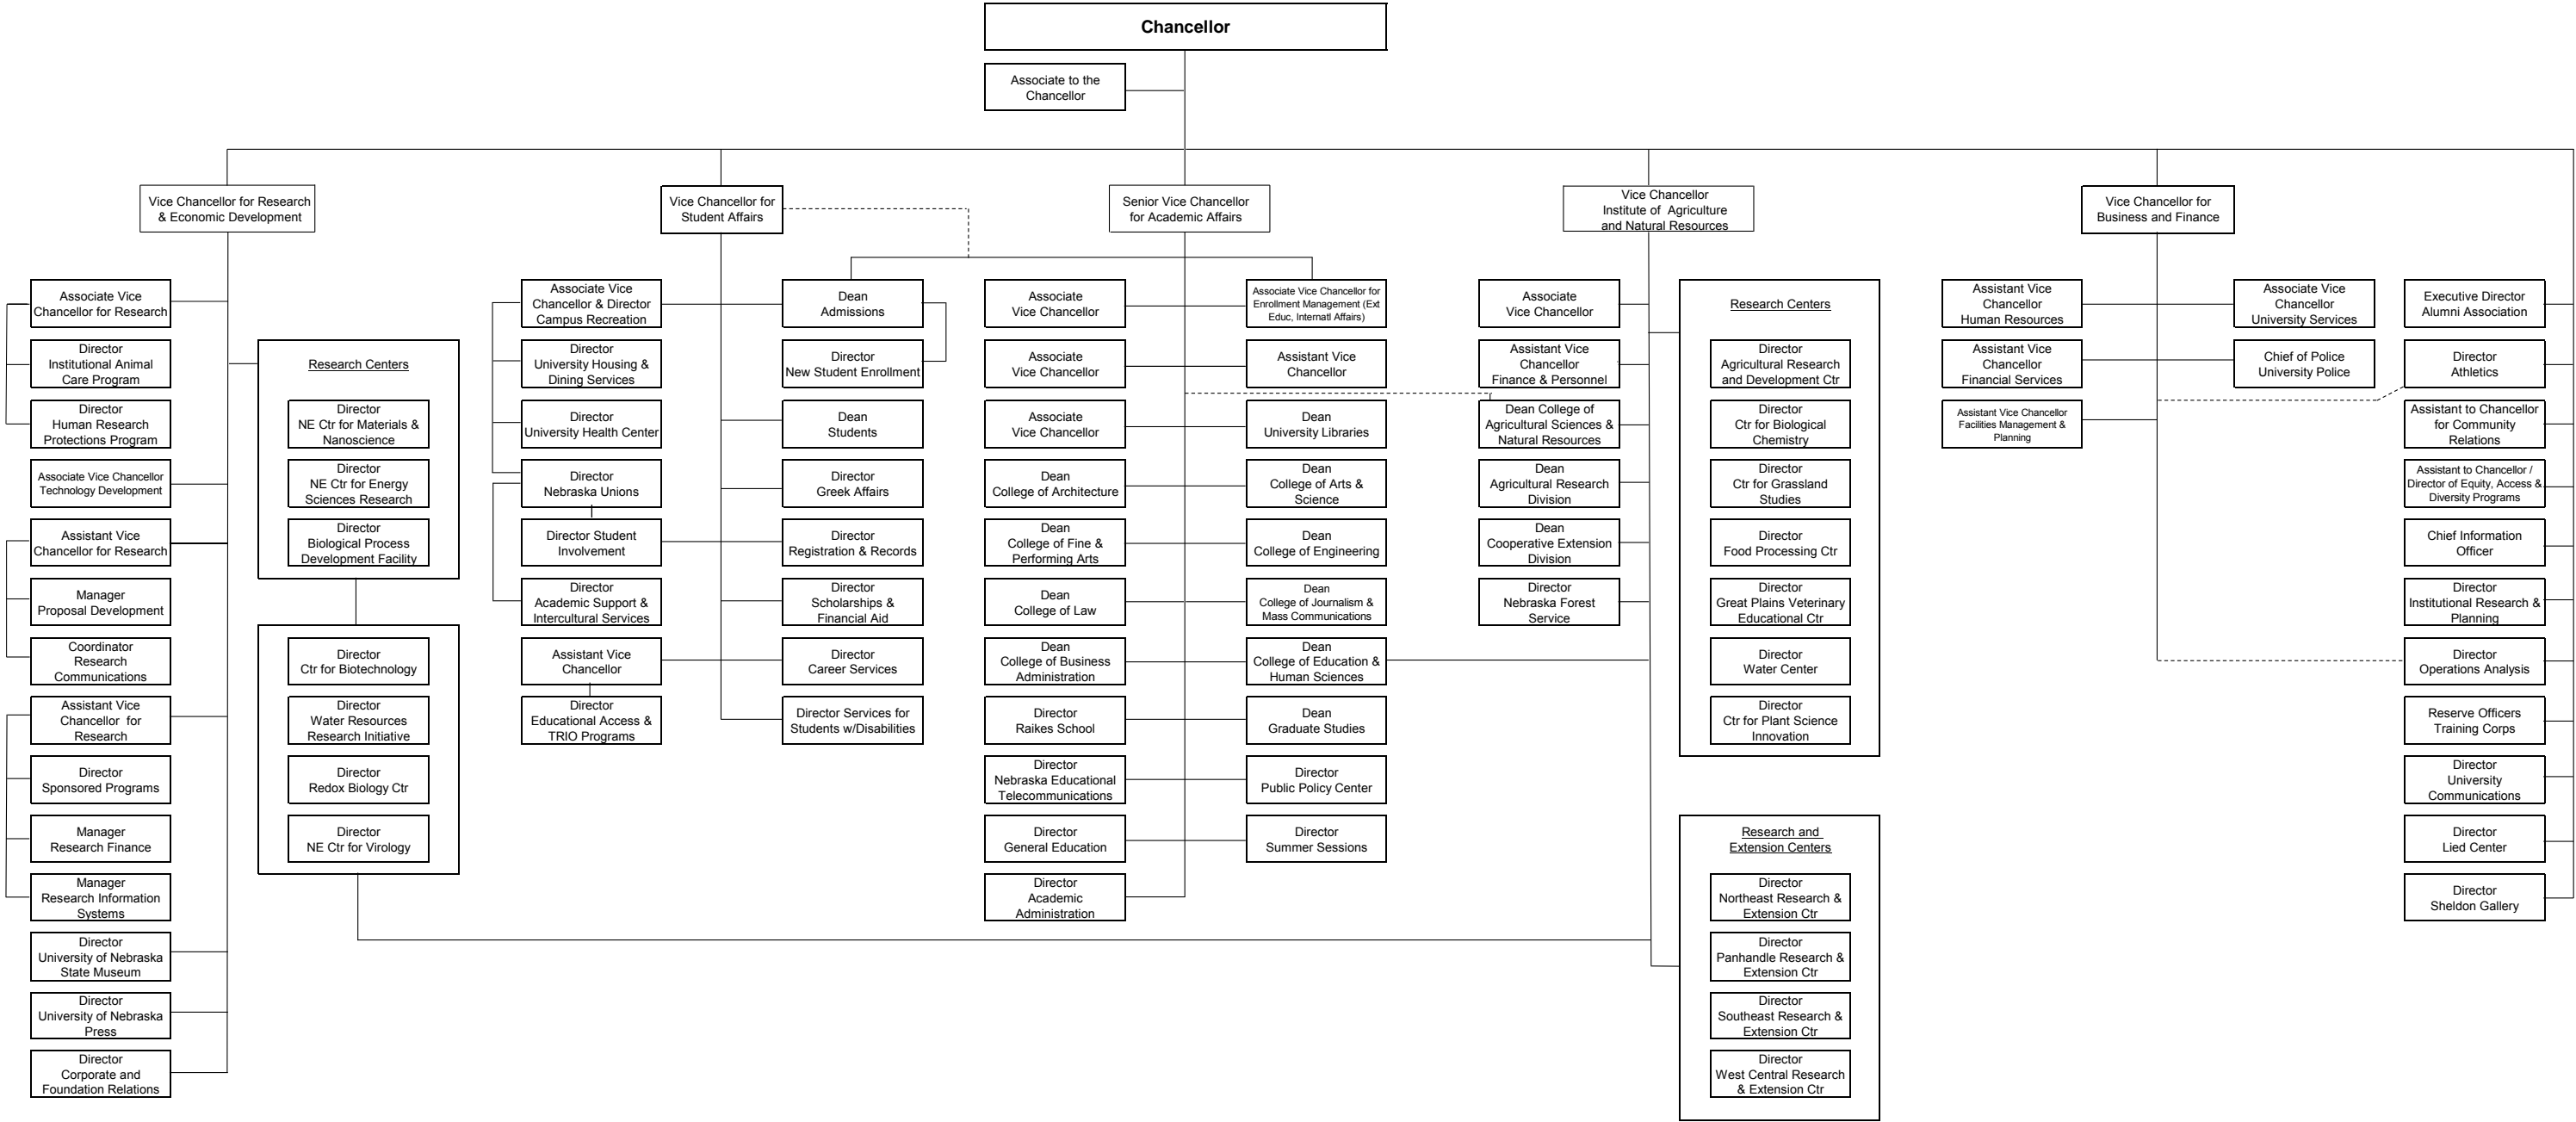 Chancellor
Associate to the
Chancellor
Vice Chancellor for Research
& Economic Development
Vice Chancellor for
Student Affairs
Senior Vice Chancellor
for Academic Affairs
Vice Chancellor
Institute of Agriculture
and Natural Resources
Vice Chancellor for
Business and Finance
Associate Vice
Chancellor for Research
Director
Institutional Animal
Care Program
Director
Human Research
Protections Program
Associate Vice Chancellor
Technology Development
Assistant Vice
Chancellor for Research
Manager
Proposal Development
Coordinator
Research
Communications
Assistant Vice
Chancellor for
Research
Director
Sponsored Programs
Manager
Research Finance
Manager
Research Information
Systems
Director
University of Nebraska
State Museum
Director
University of Nebraska
Press
Director
Corporate and
Foundation Relations
Research Centers
Director
NE Ctr for Materials &
Nanoscience
Director
NE Ctr for Energy
Sciences Research
Director
Biological Process
Development Facility
Director
Ctr for Biotechnology
Director
Water Resources
Research Initiative
Director
Redox Biology Ctr
Director
NE Ctr for Virology
Associate Vice
Chancellor & Director
Campus Recreation
Director
University Housing &
Dining Services
Director
University Health Center
Director
Nebraska Unions
Director Student
Involvement
Director
Academic Support &
Intercultural Services
Assistant Vice
Chancellor
Director
Educational Access &
TRIO Programs
Dean
Admissions
Director
New Student Enrollment
Dean
Students
Director
Greek Affairs
Director
Registration & Records
Director
Scholarships &
Financial Aid
Director
Career Services
Director Services for
Students w/Disabilities
Associate
Vice Chancellor
Associate
Vice Chancellor
Associate
Vice Chancellor
Dean
College of Architecture
Dean
College of Fine &
Performing Arts
Dean
College of Law
Dean
College of Business
Administration
Director
Raikes School
Director
Nebraska Educational
Telecommunications
Director
General Education
Director
Academic
Administration
Associate Vice Chancellor for
Enrollment Management (Ext
Educ, Internatl Affairs)
Assistant Vice
Chancellor
Dean
University Libraries
Dean
College of Arts &
Science
Dean
College of Engineering
Dean
College of Journalism &
Mass Communications
Dean
College of Education &
Human Sciences
Dean
Graduate Studies
Director
Public Policy Center
Director
Summer Sessions
Associate
Vice Chancellor
Assistant Vice
Chancellor
Finance & Personnel
Dean College of
Agricultural Sciences &
Natural Resources
Dean
Agricultural Research
Division
Dean
Cooperative Extension
Division
Director
Nebraska Forest
Service
Research Centers
Director
Agricultural Research
and Development Ctr
Director
Ctr for Biological
Chemistry
Director
Ctr for Grassland
Studies
Director
Food Processing Ctr
Director
Great Plains Veterinary
Educational Ctr
Director
Water Center
Director
Ctr for Plant Science
Innovation
Research and
Extension Centers
Director
Northeast Research &
Extension Ctr
Director
Panhandle Research &
Extension Ctr
Director
Southeast Research &
Extension Ctr
Director
West Central Research
& Extension Ctr
Assistant Vice
Chancellor
Human Resources
Assistant Vice
Chancellor
Financial Services
Assistant Vice Chancellor
Facilities Management &
Planning
Associate Vice
Chancellor
University Services
Chief of Police
University Police
Executive Director
Alumni Association
Director
Athletics
Assistant to Chancellor
for Community
Relations
Assistant to Chancellor /
Director of Equity, Access &
Diversity Programs
Chief Information
Officer
Director
Institutional Research &
Planning
Director
Operations Analysis
Reserve Officers
Training Corps
Director
University
Communications
Director
Lied Center
Director
Sheldon Gallery